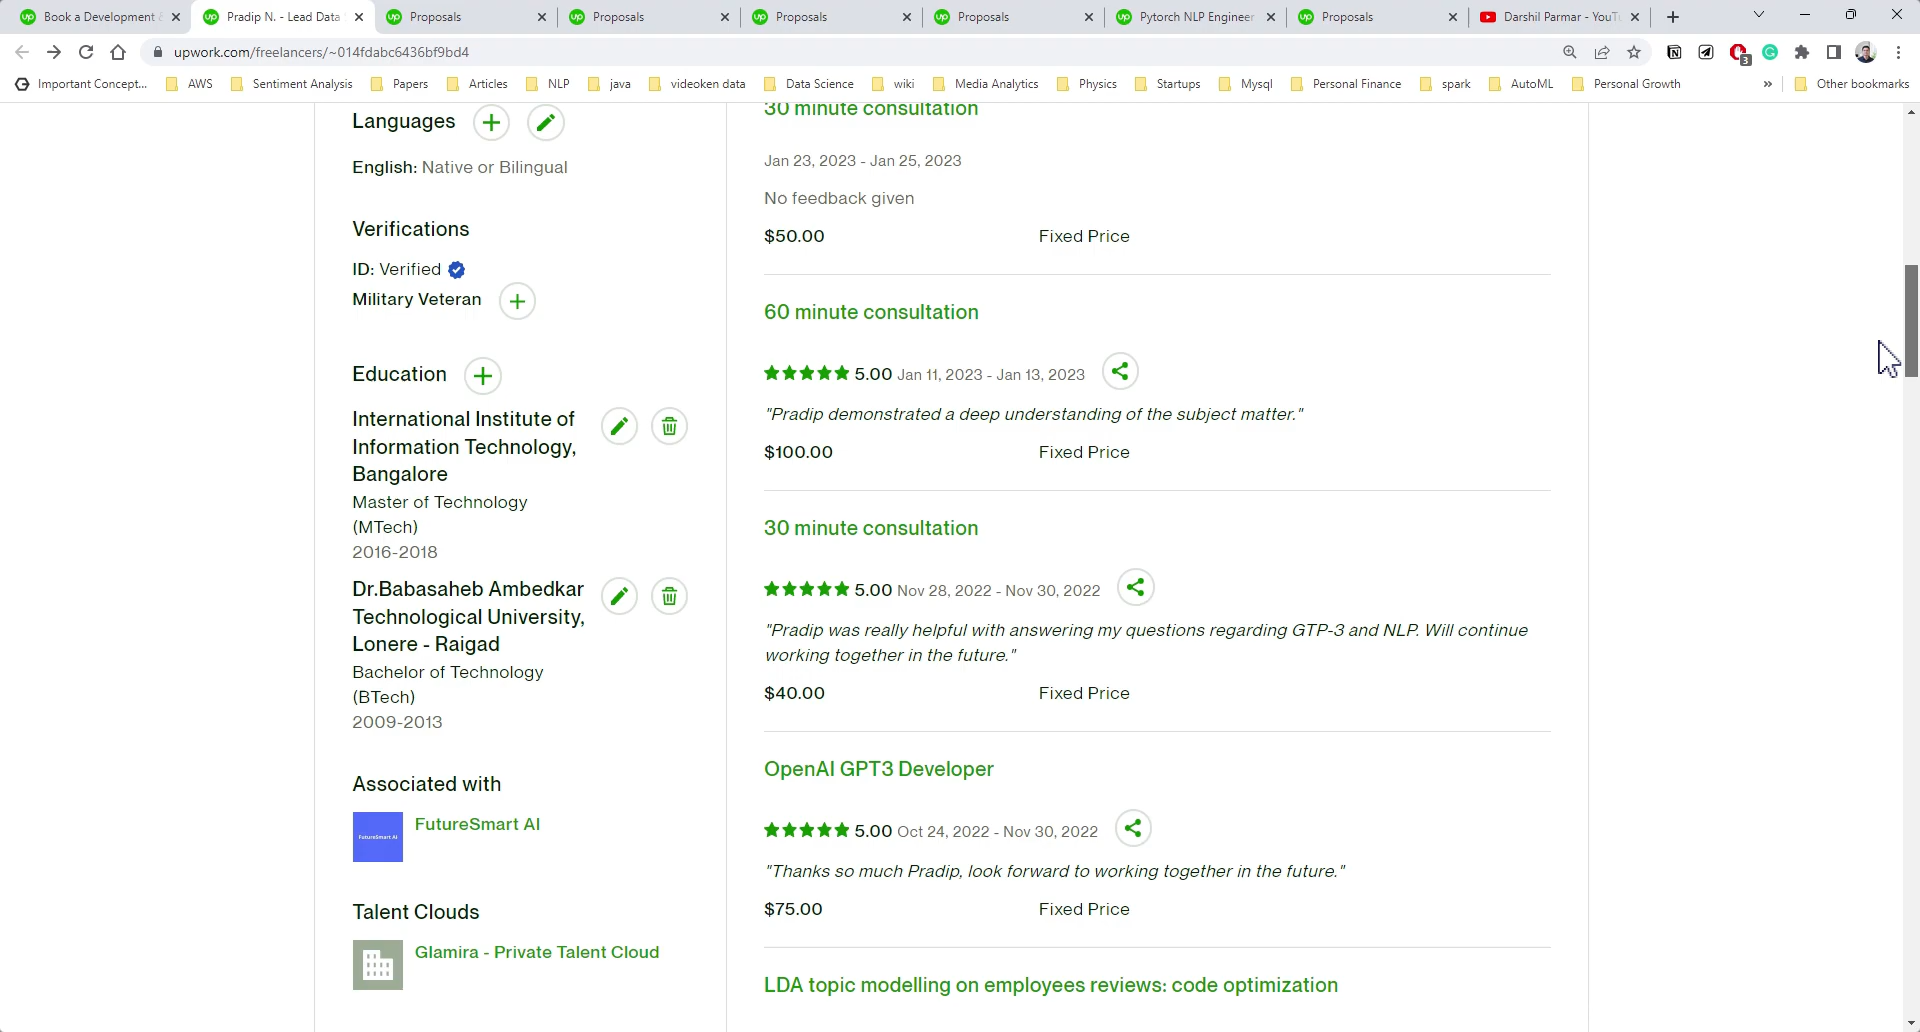 Book a Development
Pradip N. - Lead Data
Proposals
Proposals
Proposals
Proposals
Pytorch NLP Engineer
Proposals
Darshil Parmar - YouTu
upwork.com/freelancers/~014fdabc6436bf9bd4
3
Important Concept...
AWS
Sentiment Analysis
Papers
Articles
NLP
java
videoken data
Data Science
wiki
Media Analytics
Physics
Startups
Mysql
Personal Finance
spark
AutoML
Personal Growth
»
Other bookmarks
Languages
English: Native or Bilingual
Verifications
ID: Verified
Military Veteran
Education
International Institute of
Information Technology,
Bangalore
Master of Technology
(MTech)
2016-2018
Dr.Babasaheb Ambedkar
Technological University,
Lonere - Raigad
Bachelor of Technology
(BTech)
2009-2013
Associated with
FutureSmart AI
FutureSmart AI
Talent Clouds
Glamira - Private Talent Cloud
30 minute consultation
Jan 23, 2023 - Jan 25, 2023
No feedback given
$50.00 Fixed Price
60 minute consultation
5.00 Jan 11, 2023 - Jan 13, 2023
"Pradip demonstrated a deep understanding of the subject matter."
$100.00 Fixed Price
30 minute consultation
5.00 Nov 28, 2022 - Nov 30, 2022
"Pradip was really helpful with answering my questions regarding GTP-3 and NLP. Will continue
working together in the future."
$40.00 Fixed Price
OpenAI GPT3 Developer
5.00 Oct 24, 2022 - Nov 30, 2022
"Thanks so much Pradip, look forward to working together in the future."
$75.00 Fixed Price
LDA topic modelling on employees reviews: code optimization